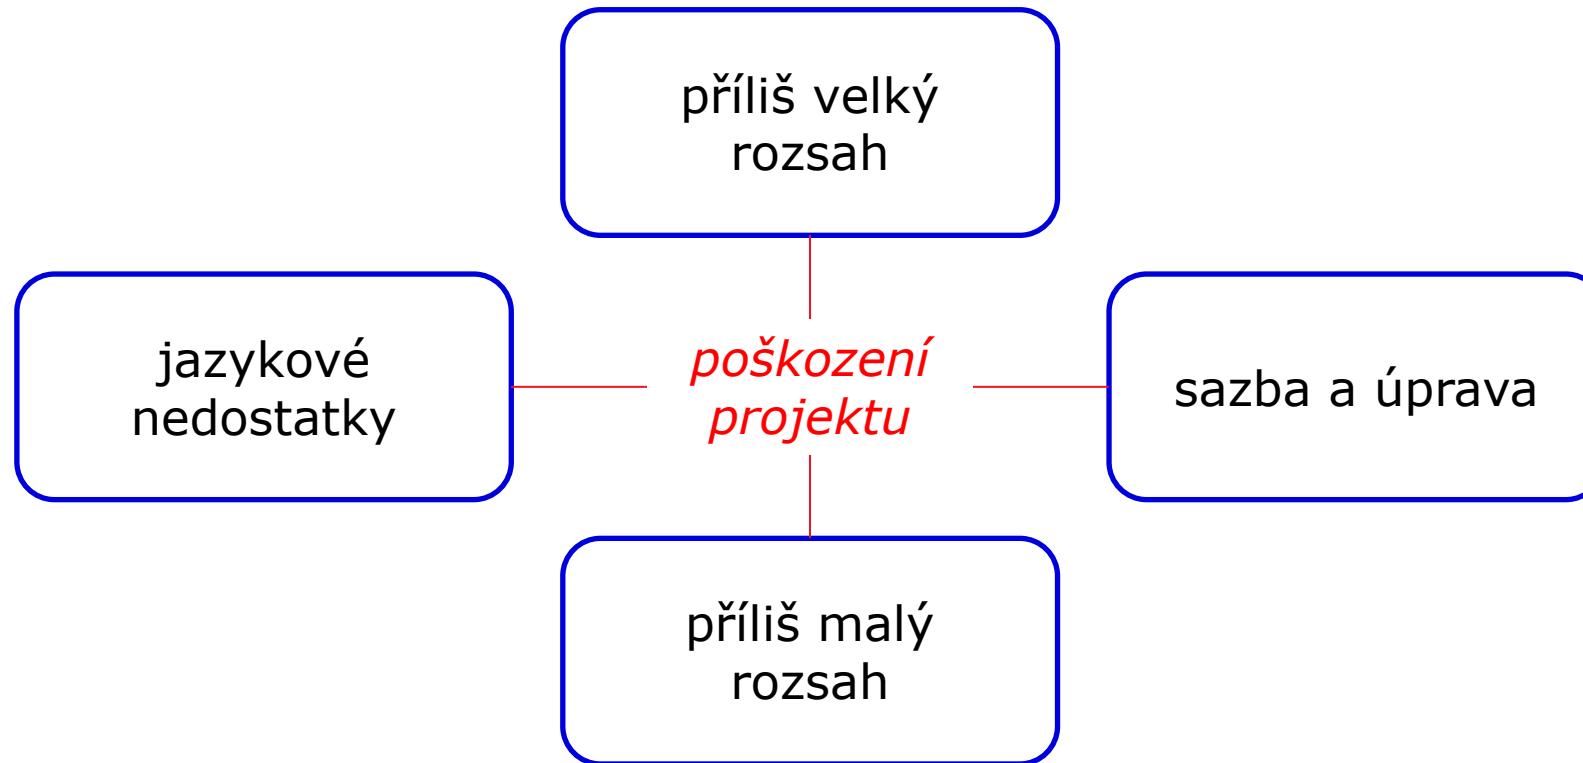 příliš velký
rozsah
jazykové
nedostatky
poškození
projektu
sazba a úprava
příliš malý
rozsah